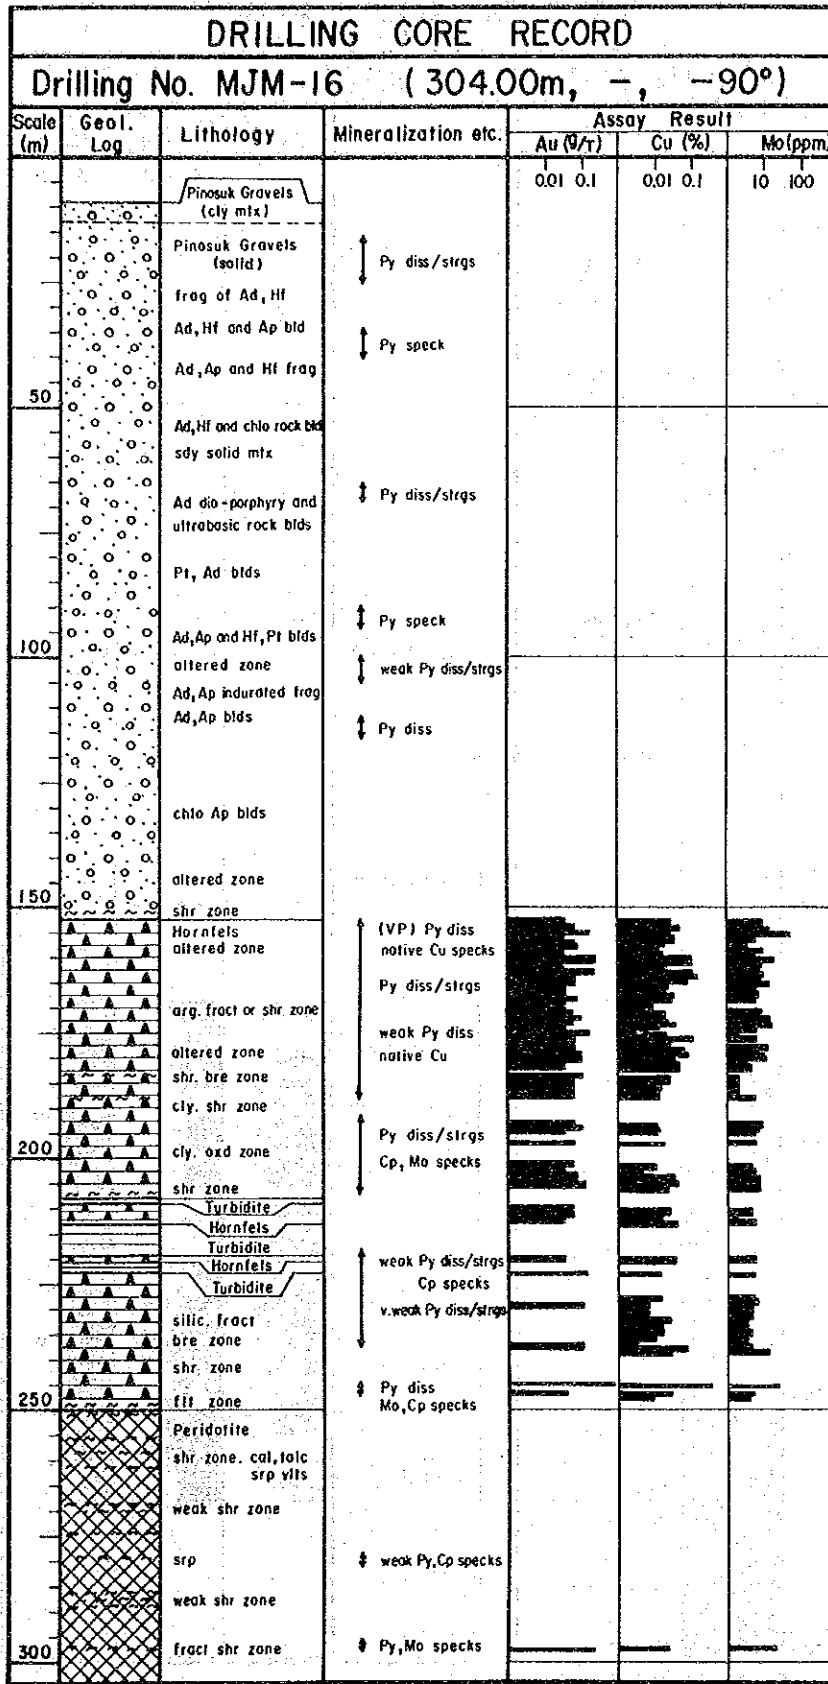 DRILLING CORE RECORD
Drilling No. MJM-16 (304.00m, -, -90°)
Scale (m)
Geol. Log
Lithology
Mineralization etc.
Assay Result
Au (g/T)
Cu (%)
Mo(ppm)
0.01 0.1
0.01 0.1
10 100
Pinosuk Gravels
(cly mtx)
Pinosuk Gravels
(solid)
Py diss/strgs
frag of Ad, Hf
Ad, Hf and Ap bld
Py speck
Ad, Ap and Hf frag
50
Ad, Hf and chlo rock bld
sdy solid mtx
Py diss/strgs
Ad dio-porphyry and
ultrabasic rock blds
Pt, Ad blds
Py speck
Ad, Ap and Hf, Pt blds
100
altered zone
weak Py diss/strgs
Ad, Ap indurated frag
Ad, Ap blds
Py diss
chlo Ap blds
altered zone
150
shr zone
Hornfels
(VP) Py diss
altered zone
native Cu specks
Py diss/strgs
arg. fract or shr zone
weak Py diss
altered zone
native Cu
shr. bre zone
cly. shr zone
Py diss/strgs
200
cly. oxd zone
Cp, Mo specks
shr zone
Turbidite
Hornfels
Turbidite
weak Py diss/strgs
Hornfels
Cp specks
Turbidite
v.weak Py diss/strgs
silic. fract
bre zone
shr. zone
Py diss
250
flt zone
Mo, Cp specks
Peridotite
shr zone. cal, talc
srp vlts
weak shr zone
srp
weak Py, Cp specks
weak shr zone
300
fract shr zone
Py, Mo specks